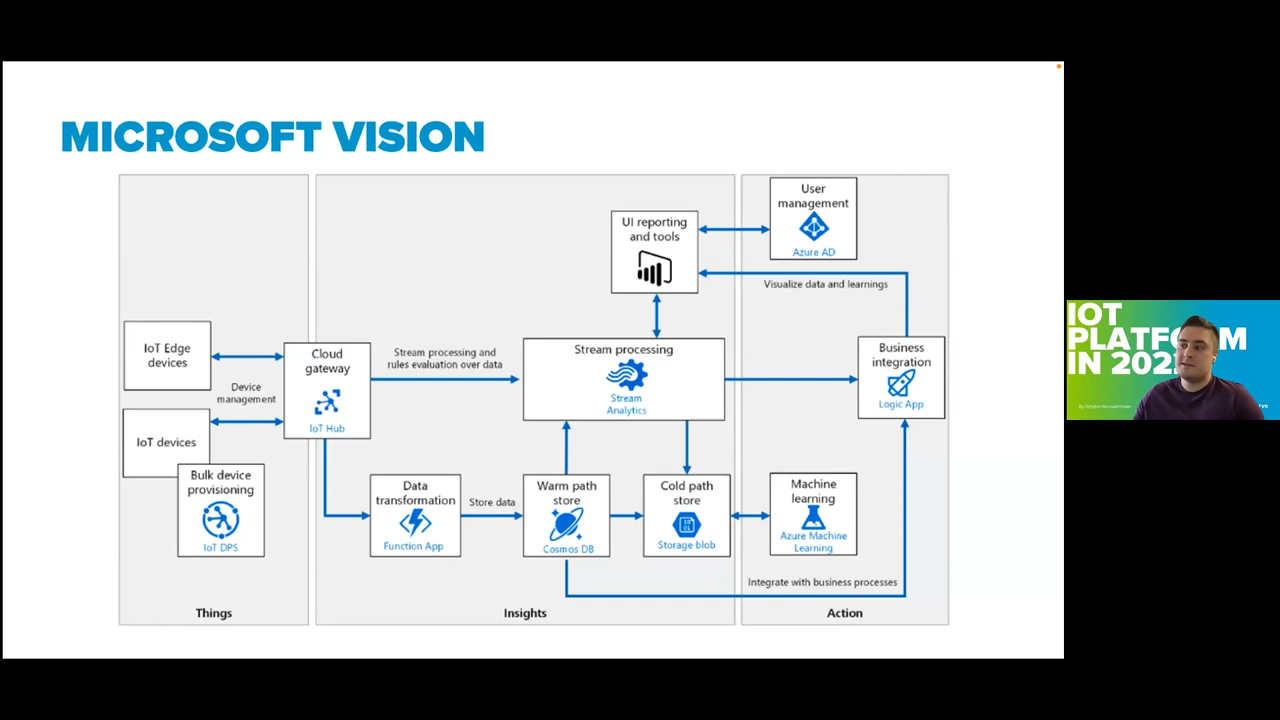 MICROSOFT VISION
User
management
Azure AD
UI reporting
and tools
Visualize data and learnings
IoT Edge
devices
Cloud
gateway
IoT Hub
Device
management
Stream processing and
rules evaluation over data
Stream processing
Stream
Analytics
Business
integration
Logic App
IoT devices
Bulk device
provisioning
IoT DPS
Data
transformation
Function App
Store data
Warm path
store
Cosmos DB
Cold path
store
Storage blob
Machine
learning
Azure Machine
Learning
Integrate with business processes
Things
Insights
Action
IOT
IN